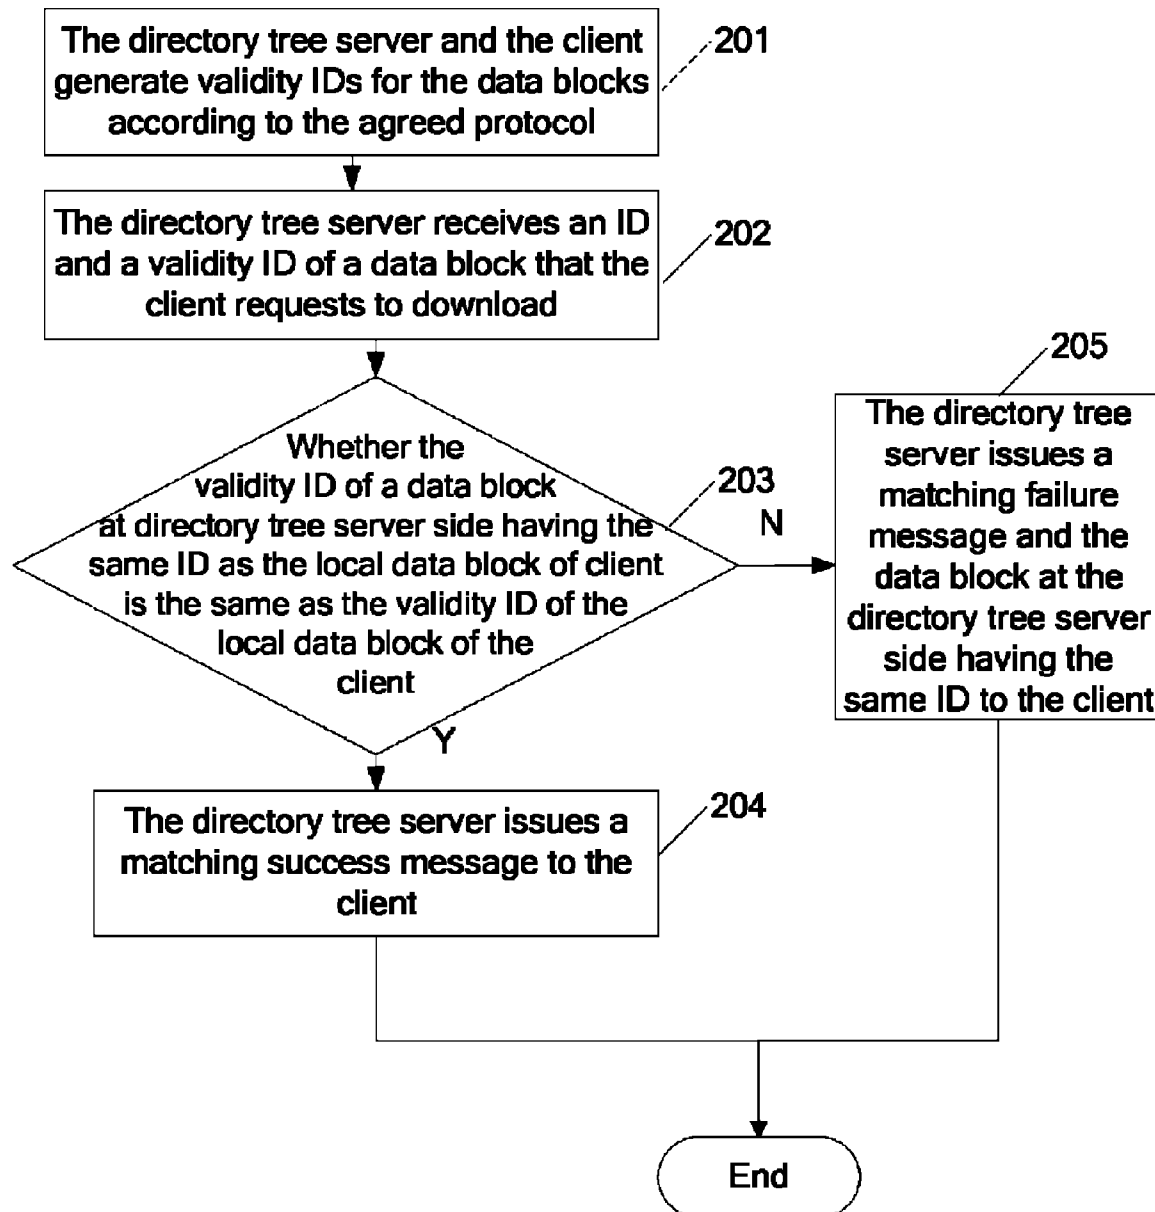 The directory tree server and the client
generate validity IDs for the data blocks
according to the agreed protocol
201
The directory tree server receives an ID
and a validity ID of a data block that the
client requests to download
202
Whether the
validity ID of a data block
at directory tree server side having the
same ID as the local data block of client
is the same as the validity ID of the
local data block of the
client
203
N
Y
205
The directory tree
server issues a
matching failure
message and the
data block at the
directory tree server
side having the
same ID to the client
The directory tree server issues a
matching success message to the
client
204
End